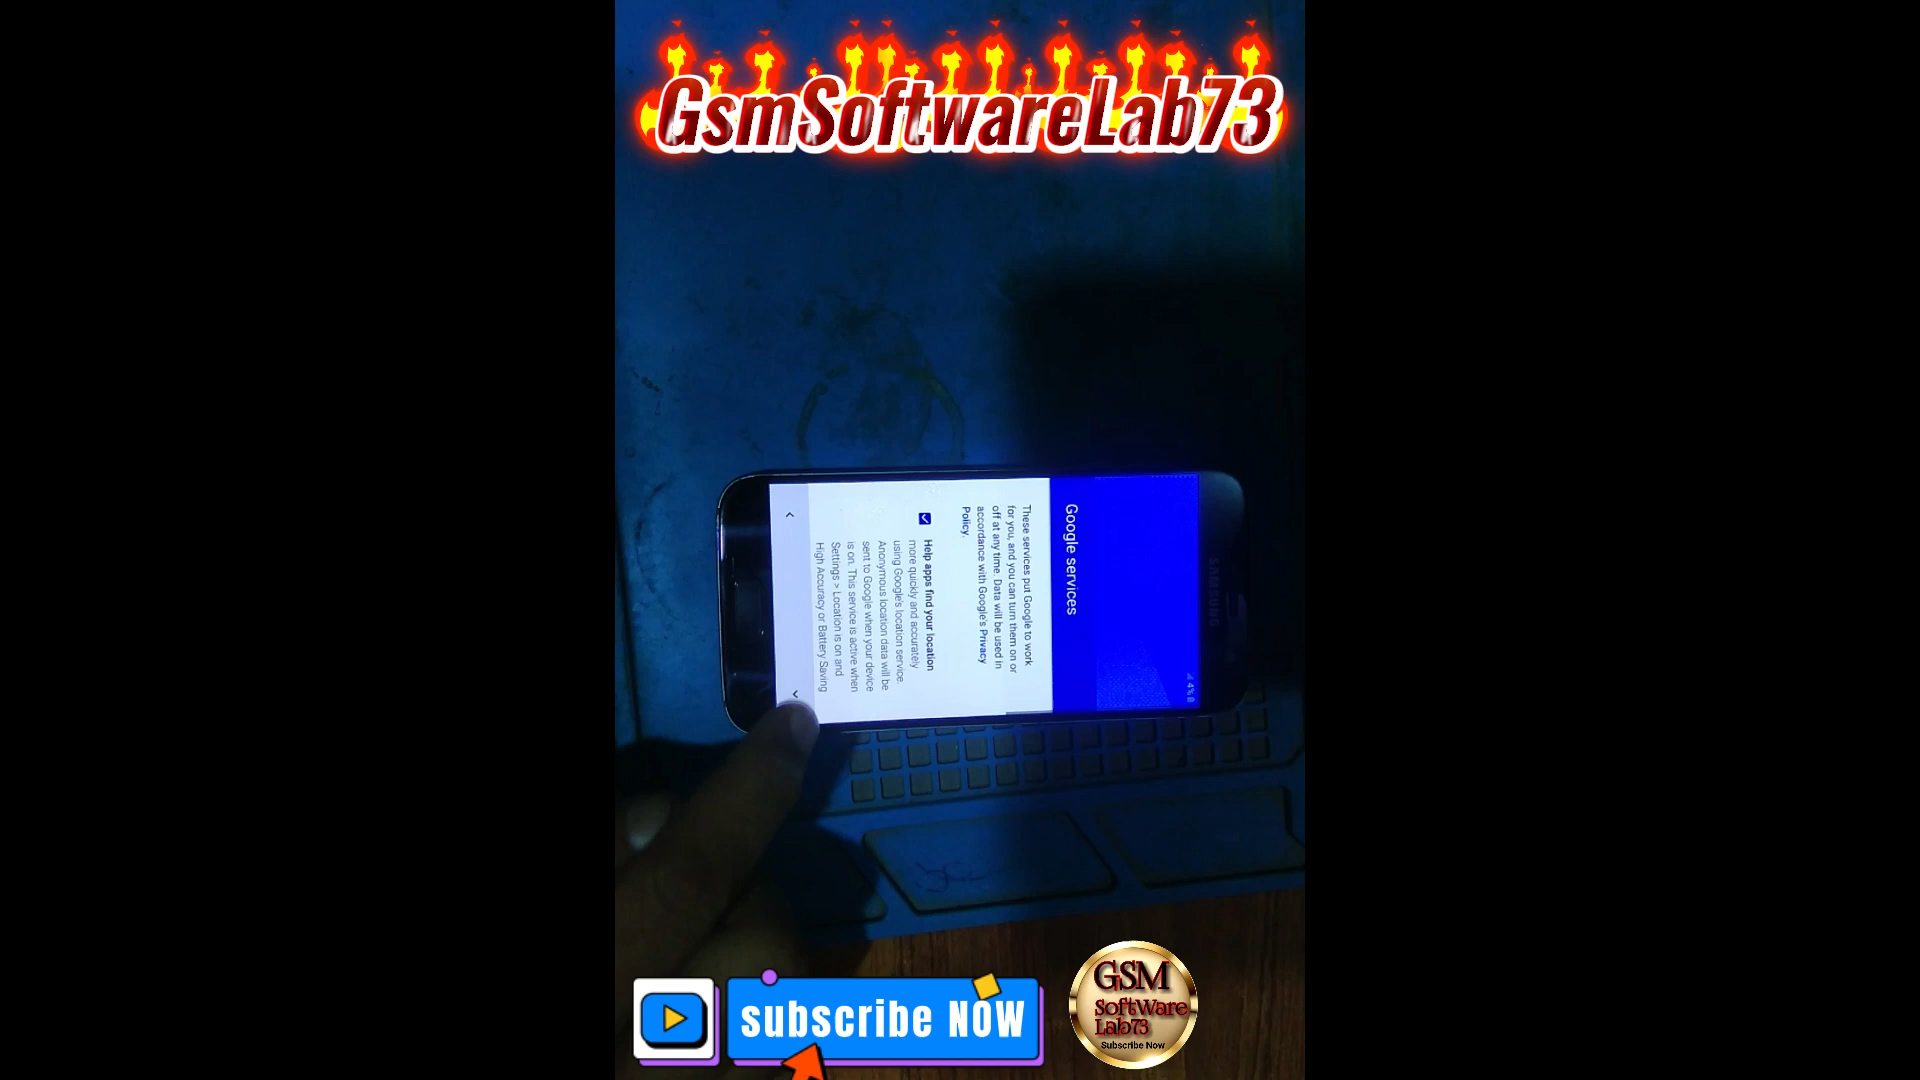 GsmSoftwareLab73
SAMSUNG
4%
Google services
These services put Google to work
for you, and you can turn them on or
off at any time. Data will be used in
accordance with Google's Privacy
Policy.
Help apps find your location
more quickly and accurately
using Google's location service.
Anonymous location data will be
sent to Google when your device
is on. This service is active when
Settings > Location is on and
High Accuracy or Battery Saving
subscribe NOW
GSM
SoftWare
Lab73
Subscribe Now